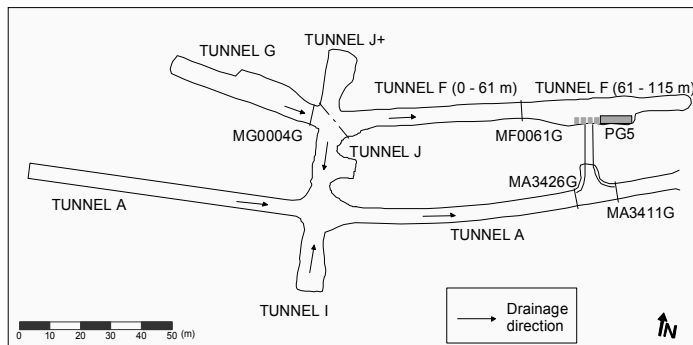 TUNNEL J+
TUNNEL G
TUNNEL F (0 - 61 m)
TUNNEL F (61 - 115 m)
MG0004G
MF0061G
PG5
TUNNEL J
MA3426G
TUNNEL A
MA3411G
TUNNEL A
TUNNEL I
Drainage
direction
0 10 20 30 40 50 (m)
N